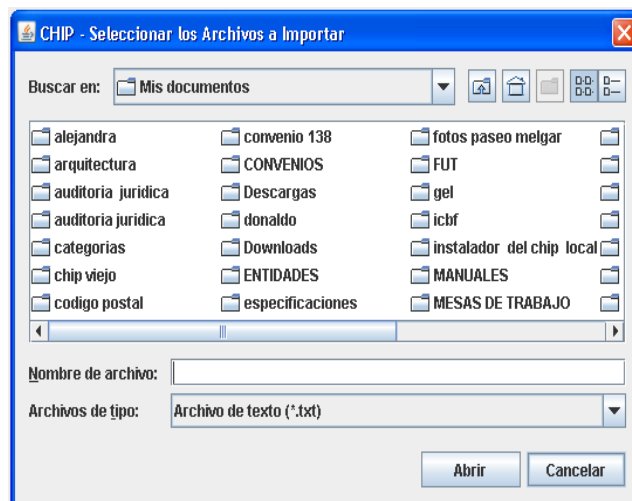 CHIP - Seleccionar los Archivos a Importar
Buscar en: Mis documentos
alejandra convenio 138 fotos paseo melgar
arquitectura CONVENIOS FUT
auditoria juridica Descargas gel
auditoria juridica donaldo icbf
categorias Downloads instalador del chip local
chip viejo ENTIDADES MANUALES
codigo postal especificaciones MESAS DE TRABAJO
Nombre de archivo:
Archivos de tipo: Archivo de texto (*.txt)
Abrir Cancelar